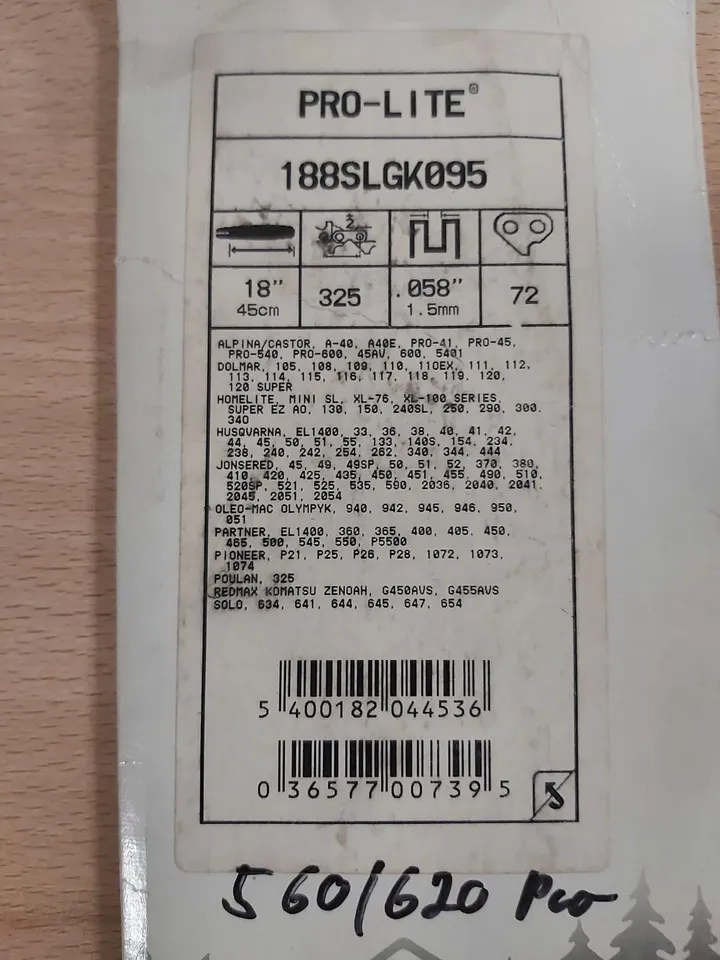 PRO-LITE®
188SLGK095
18” 325 .058” 72
45cm 1.5mm
ALPINA/CASTOR, A-40, A40E, PRO-41, PRO-45,
PRO-540, PRO-600, 45AV, 600, 5401
DOLMAR, 105, 108, 109, 110, 110EX, 111, 112,
113, 114, 115, 116, 117, 118, 119, 120,
120 SUPER
HOMELITE, MINI SL, XL-76, XL-100 SERIES,
SUPER EZ AO, 130, 150, 240SL, 250, 290, 300,
340
HUSQVARNA, EL1400, 33, 36, 38, 40, 41, 42,
44, 45, 50, 51, 55, 133, 140S, 154, 234,
238, 240, 242, 254, 262, 340, 344, 444
JONSERED, 45, 49, 49SP, 50, 51, 52, 370, 380,
410, 420, 425, 435, 450, 451, 455, 490, 510,
520SP, 521, 525, 535, 590, 2036, 2040, 2041,
2045, 2051, 2054
OLEO-MAC OLYMPYK, 940, 942, 945, 946, 950,
051
PARTNER, EL1400, 360, 365, 400, 405, 450,
465, 500, 545, 550, P5500
PIONEER, P21, P25, P26, P28, 1072, 1073,
1074
POULAN, 325
REDMAX KOMATSU ZENOAH, G450AVS, G455AVS
SOLO, 634, 641, 644, 645, 647, 654
5 400182 044536
0 36577 00739 5
560/620 Pro